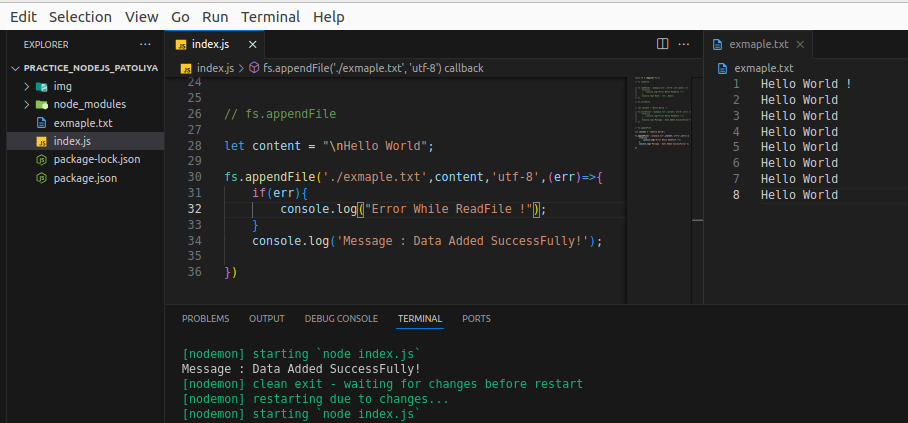 Edit Selection View Go Run Terminal Help
EXPLORER ···
PRACTICE_NODEJS_PATOLIYA
img
node_modules
exmaple.txt
index.js
package-lock.json
package.json
index.js
index.js > fs.appendFile('./exmaple.txt', 'utf-8') callback
24
25
26 // fs.appendFile
27
28 let content = "\nHello World";
29
30 fs.appendFile('./exmaple.txt',content,'utf-8',(err)=>{
31 if(err){
32 console.log("Error While ReadFile !");
33 }
34 console.log('Message : Data Added SuccessFully!');
35
36 })
exmaple.txt
exmaple.txt
1 Hello World !
2 Hello World
3 Hello World
4 Hello World
5 Hello World
6 Hello World
7 Hello World
8 Hello World
PROBLEMS OUTPUT DEBUG CONSOLE TERMINAL PORTS
[nodemon] starting `node index.js`
Message : Data Added SuccessFully!
[nodemon] clean exit - waiting for changes before restart
[nodemon] restarting due to changes...
[nodemon] starting `node index.js`